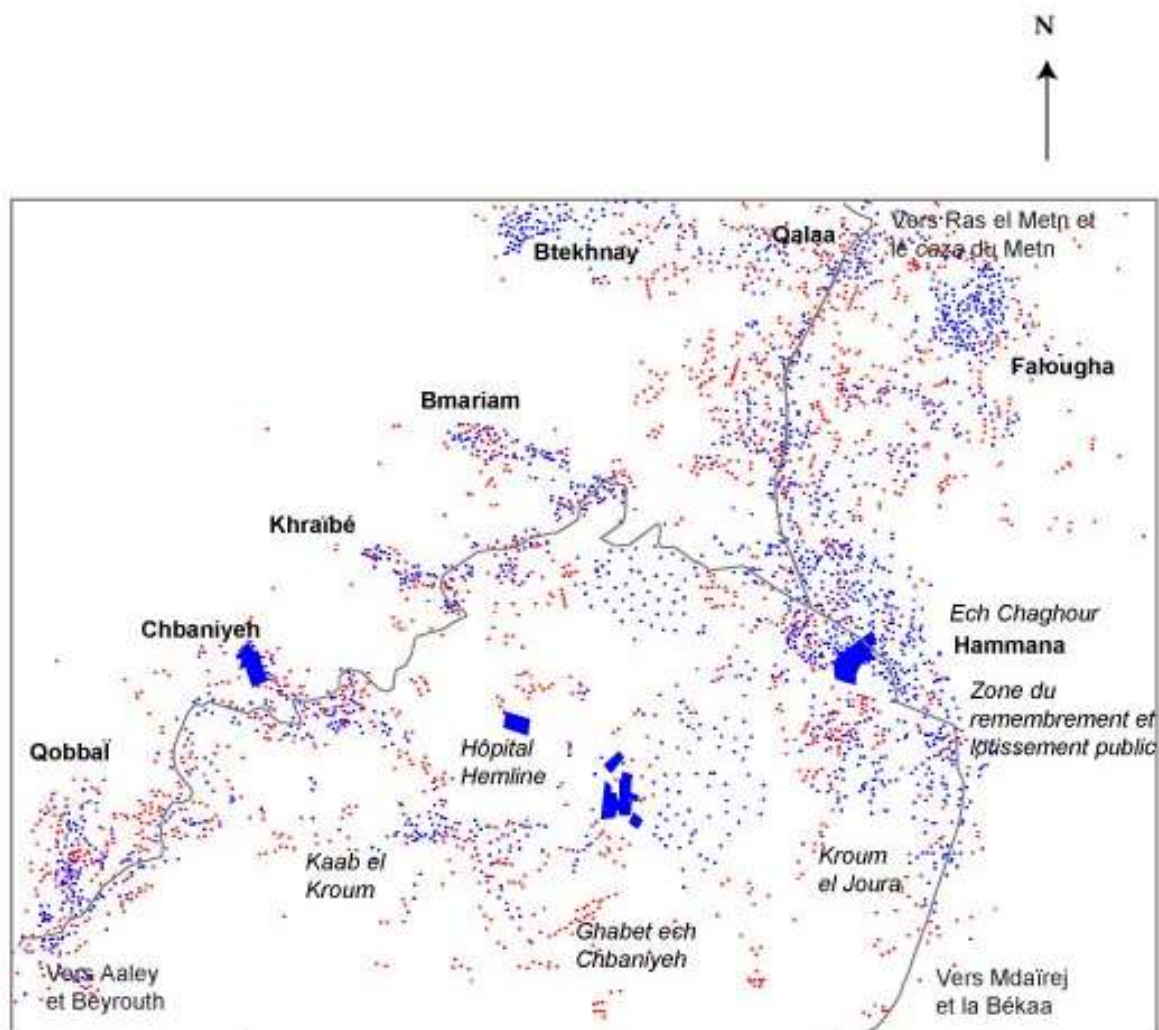 N
Vers Ras el Metn et
le caza du Metn
Qalaa
Btekhnay
Falougha
Bmariam
Khraïbé
Chbaniyeh
Ech Chaghour
Hammana
Zone du
remembrement et
lotissement public
Qobbaï
Hôpital
Hemline
Kaab el
Kroum
Kroum
el Joura
Ghabet ech
Chbaniyeh
Vers Aaley
et Beyrouth
Vers Mdaïrej
et la Békaa